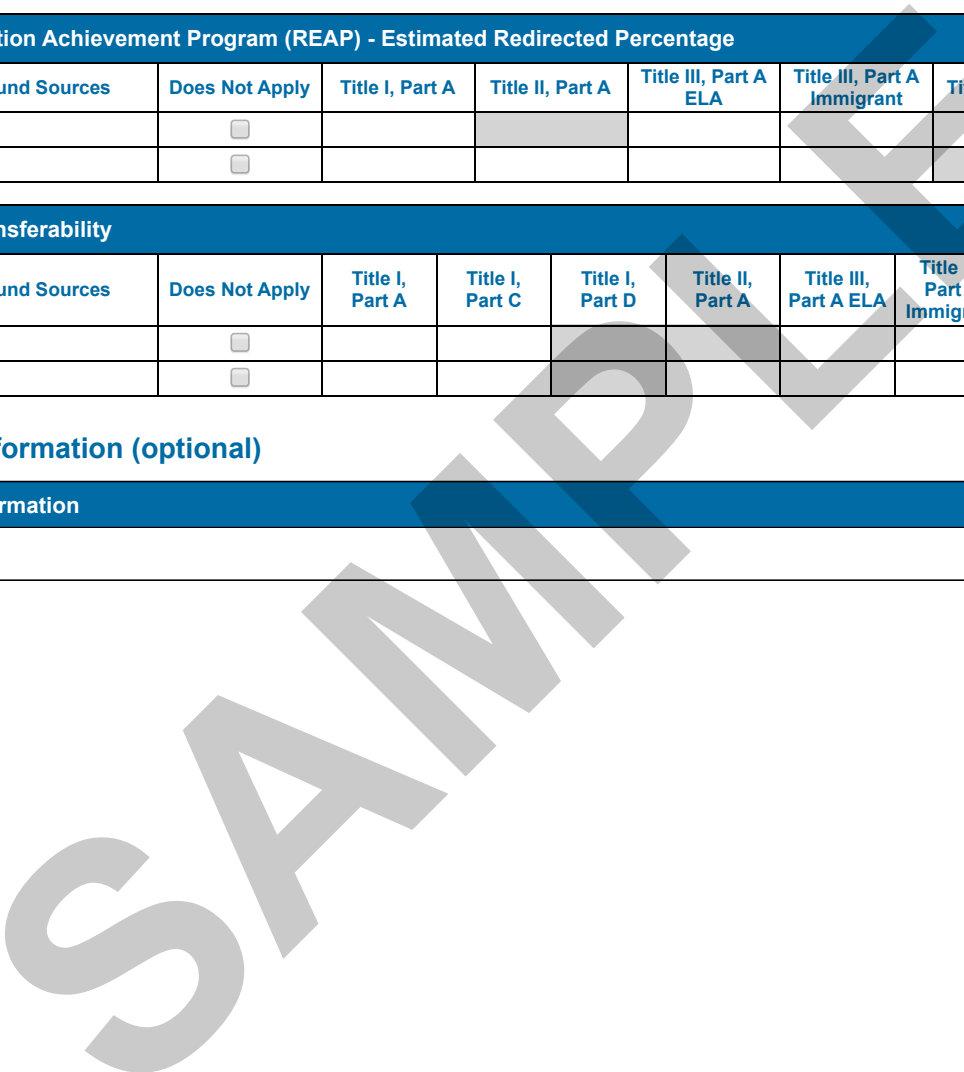 tion Achievement Program (REAP) - Estimated Redirected Percentage
und Sources Does Not Apply Title I, Part A Title II, Part A Title III, Part A ELA Title III, Part A Immigrant Ti
nsferability
und Sources Does Not Apply Title I, Part A Title I, Part C Title I, Part D Title II, Part A Title III, Part A ELA Title Part Immigr
formation (optional)
rmation
SAMPLE